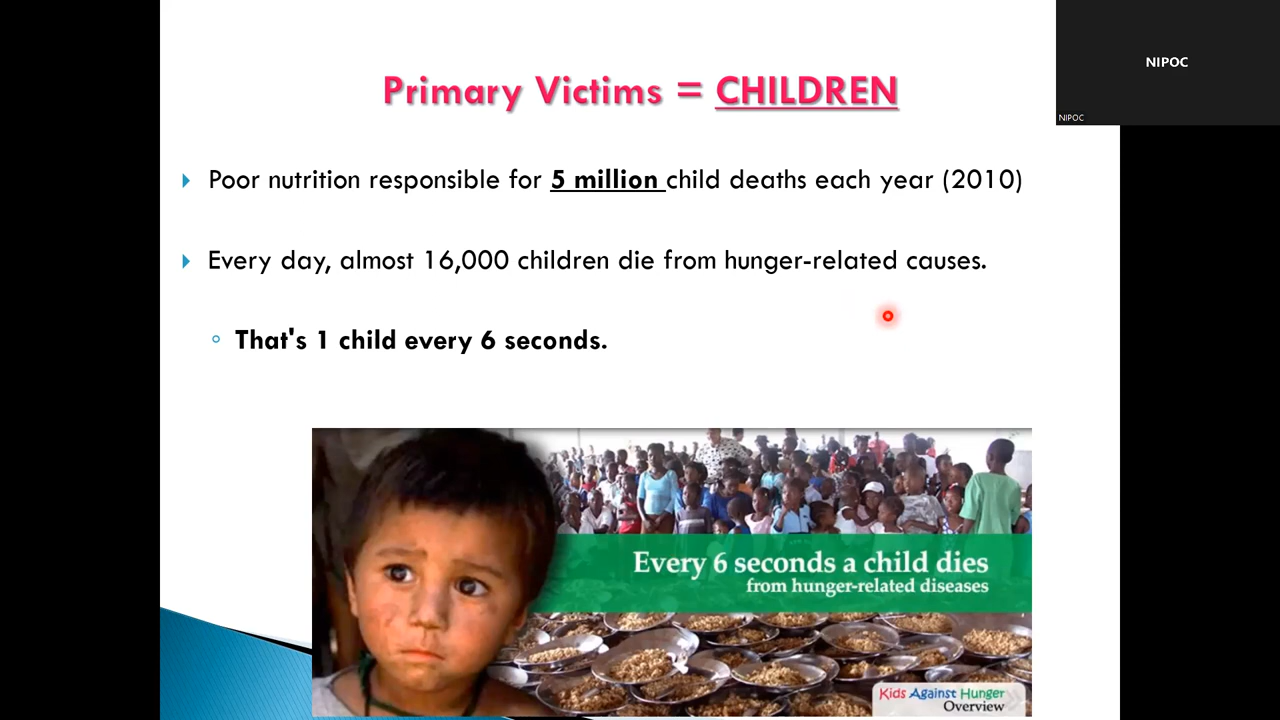 Primary Victims = CHILDREN
NIPOC
NIPOC
Poor nutrition responsible for 5 million child deaths each year (2010)
Every day, almost 16,000 children die from hunger-related causes.
That's 1 child every 6 seconds.
Every 6 seconds a child dies
from hunger-related diseases
Kids Against Hunger
Overview